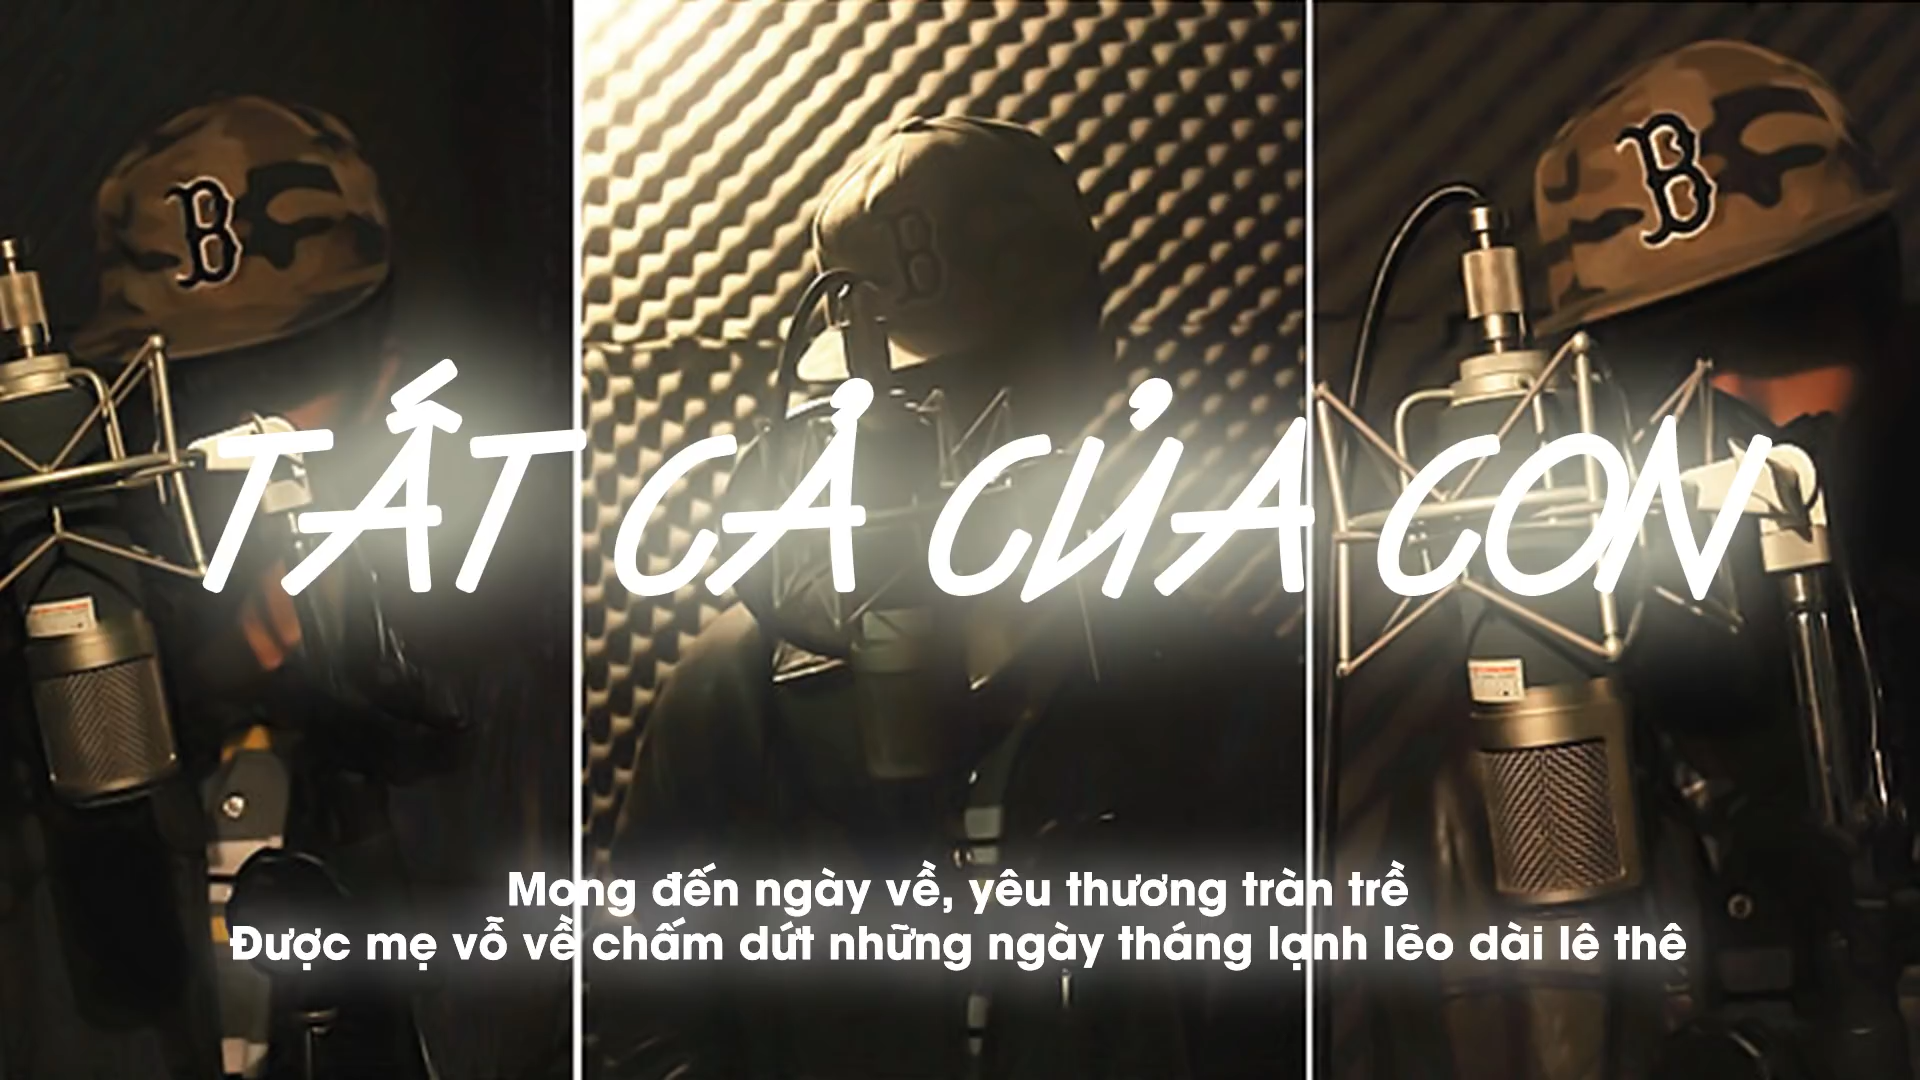 B
B
B
TẤT CẢ CỦA CON
Mong đến ngày về, yêu thương tràn trề
Được mẹ vỗ về chấm dứt những ngày tháng lạnh lẽo dài lê thê